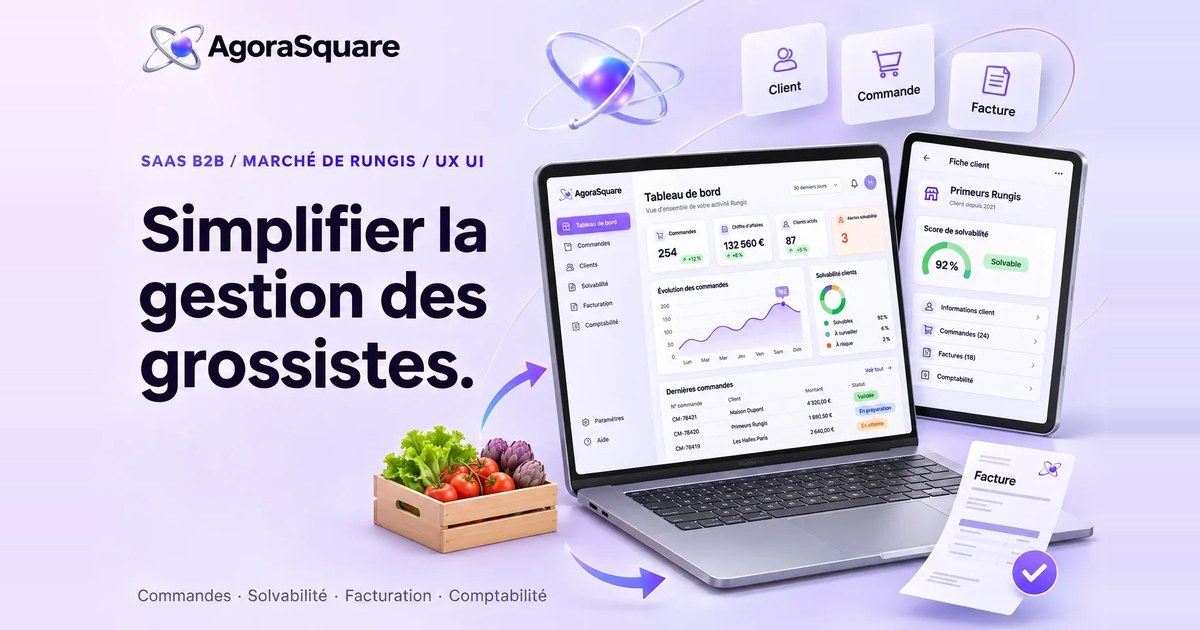 AgoraSquare
SAAS B2B / MARCHÉ DE RUNGIS / UX UI
Simplifier la
gestion des
grossistes.
Commandes · Solvabilité · Facturation · Comptabilité
Client
Commande
Facture
AgoraSquare
Tableau de bord
Commandes
Clients
Solvabilité
Facturation
Comptabilité
Paramètres
Aide
Tableau de bord
Vue d'ensemble de votre activité Rungis
30 derniers jours
H
Commandes
254
+12 %
Chiffre d'affaires
132 560 €
+8 %
Clients actifs
87
+5 %
Alertes solvabilité
3
Évolution des commandes
200
150
100
50
0
182
Lun Mar Mar Jeu Ven Sam Dim
Solvabilité clients
Solvables 92 %
À surveiller 6 %
À risque 2 %
Dernières commandes
Voir tout →
N° commande Client Montant Statut
CM-78421 Maison Dupont 4 320,00 € Validée
CM-78420 Primeurs Rungis 1 890,50 € En préparation
CM-78419 Les Halles Paris 2 640,00 € En attente
Fiche client
Primeurs Rungis
Client depuis 2021
Score de solvabilité
92 %
Solvable
Informations client
Commandes (24)
Factures (18)
Comptabilité
Facture